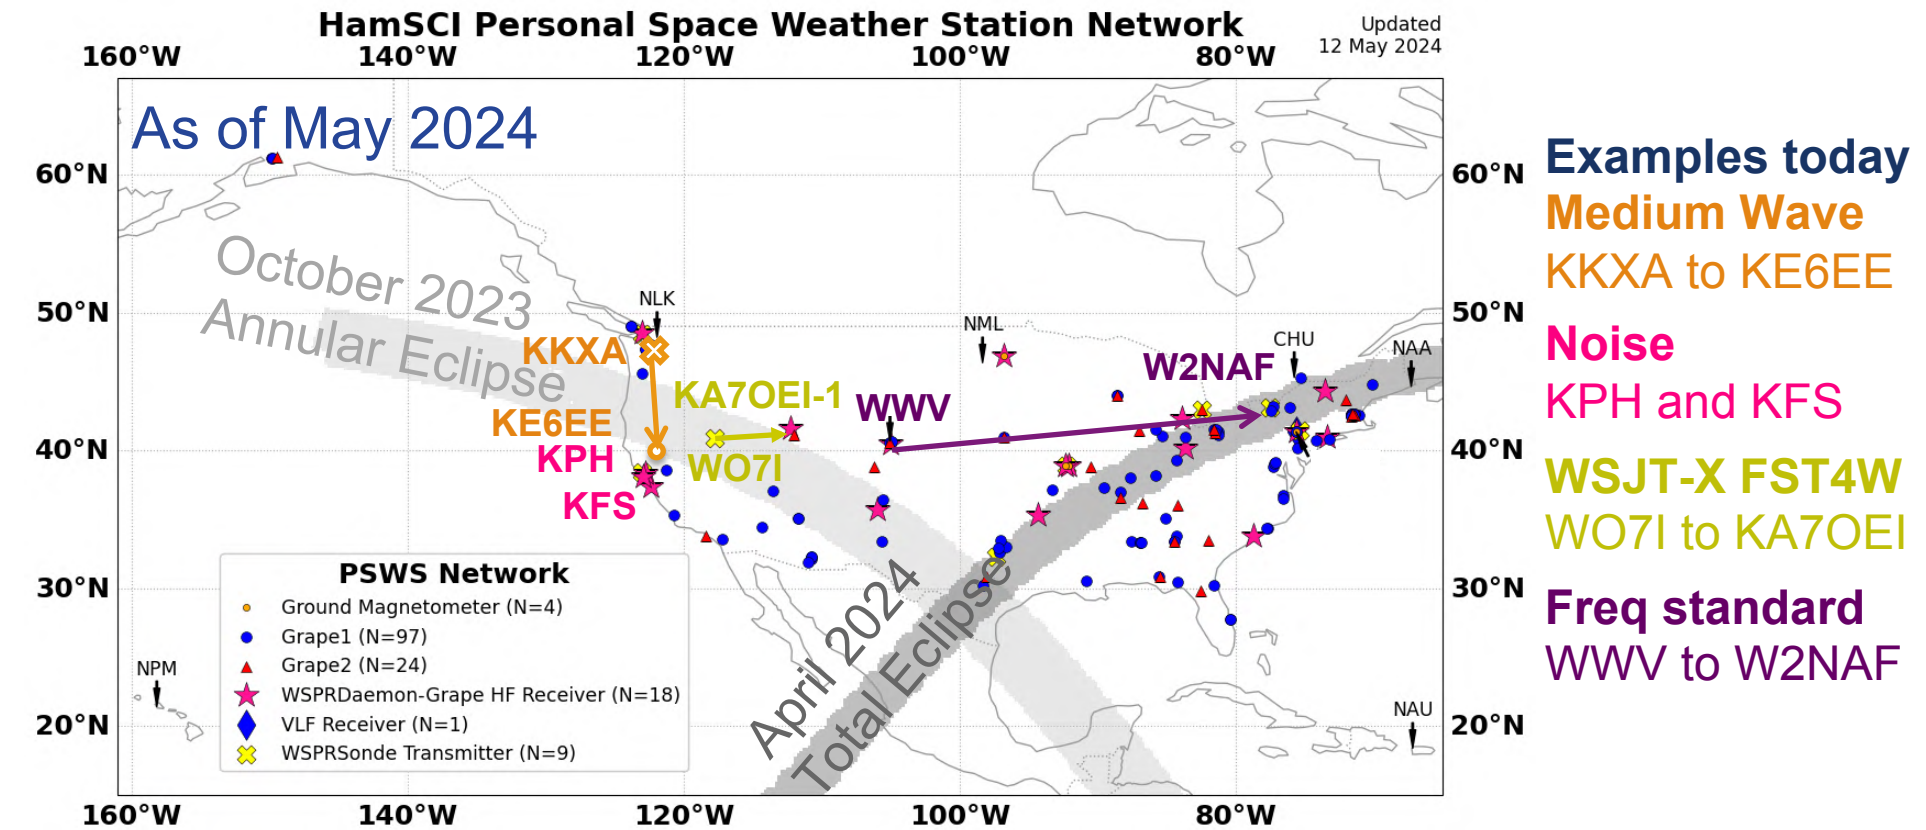 HamSCI Personal Space Weather Station Network
Updated
12 May 2024
160°W 140°W 120°W 100°W 80°W
As of May 2024
60°N 60°N
50°N 50°N
40°N 40°N
30°N 30°N
20°N 20°N
October 2023
Annular Eclipse
NLK
NML
CHU
NAA
KKXA
W2NAF
KA7OEI-1
WWV
KE6EE
KPH
WO7I
KFS
April 2024
Total Eclipse
NPM
NAU
PSWS Network
Ground Magnetometer (N=4)
Grape1 (N=97)
Grape2 (N=24)
WSPRDaemon-Grape HF Receiver (N=18)
VLF Receiver (N=1)
WSPRSonde Transmitter (N=9)
160°W 140°W 120°W 100°W 80°W
Examples today
Medium Wave
KKXA to KE6EE
Noise
KPH and KFS
WSJT-X FST4W
WO7I to KA7OEI
Freq standard
WWV to W2NAF